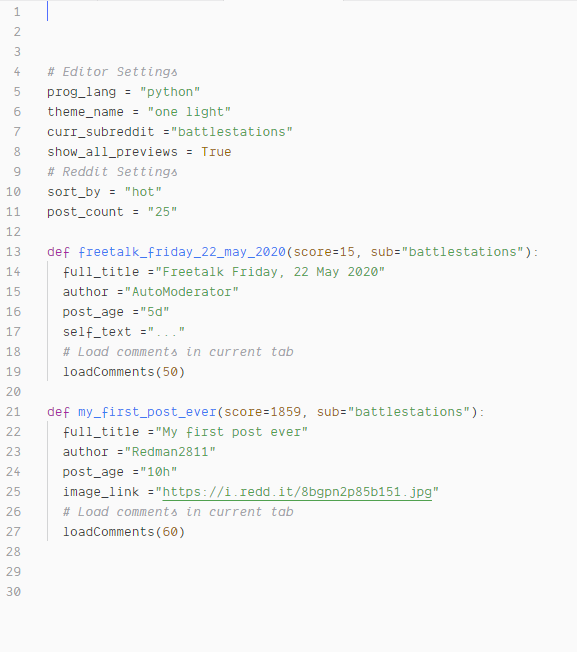 1
2
3
4 # Editor Settings
5 prog_lang = "python"
6 theme_name = "one light"
7 curr_subreddit ="battlestations"
8 show_all_previews = True
9 # Reddit Settings
10 sort_by = "hot"
11 post_count = "25"
12
13 def freetalk_friday_22_may_2020(score=15, sub="battlestations"):
14 full_title ="Freetalk Friday, 22 May 2020"
15 author ="AutoModerator"
16 post_age ="5d"
17 self_text ="..."
18 # Load comments in current tab
19 loadComments(50)
20
21 def my_first_post_ever(score=1859, sub="battlestations"):
22 full_title ="My first post ever"
23 author ="Redman2811"
24 post_age ="10h"
25 image_link ="https://i.redd.it/8bgpn2p85b151.jpg"
26 # Load comments in current tab
27 loadComments(60)
28
29
30